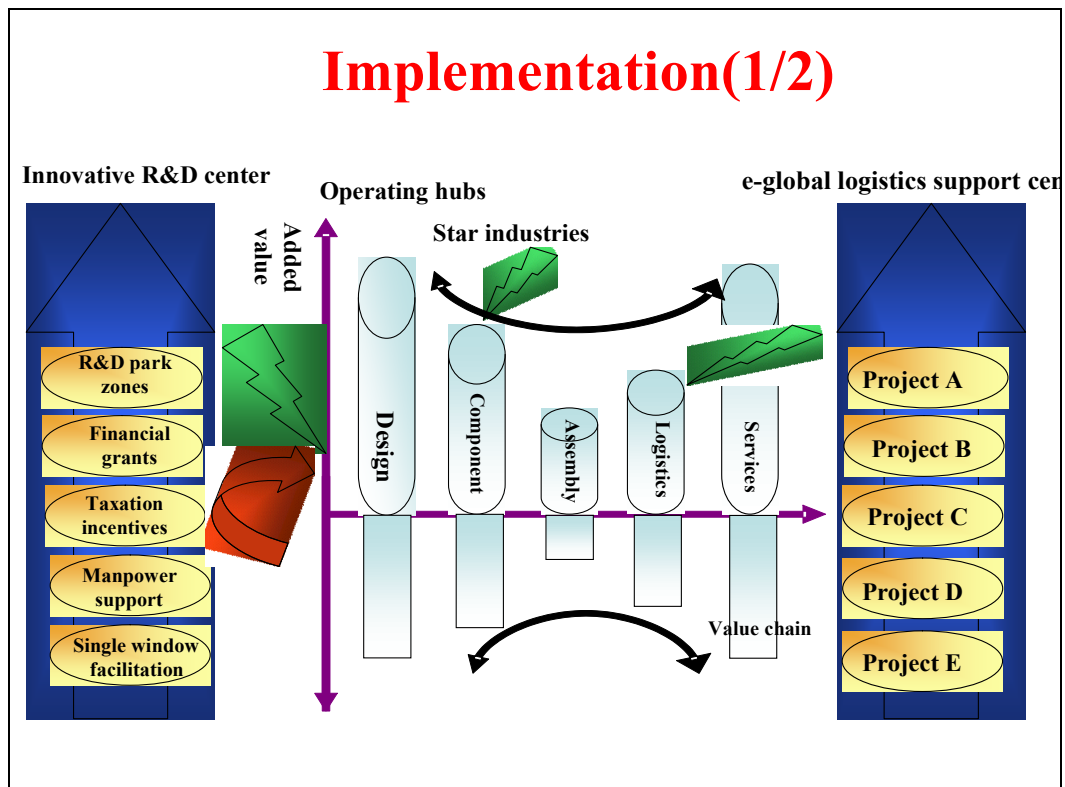 Implementation(1/2)
Innovative R&D center
Operating hubs
e-global logistics support cen
Added
value
Star industries
R&D park
zones
Financial
grants
Taxation
incentives
Manpower
support
Single window
facilitation
Design
Component
Assembly
Logistics
Services
Value chain
Project A
Project B
Project C
Project D
Project E